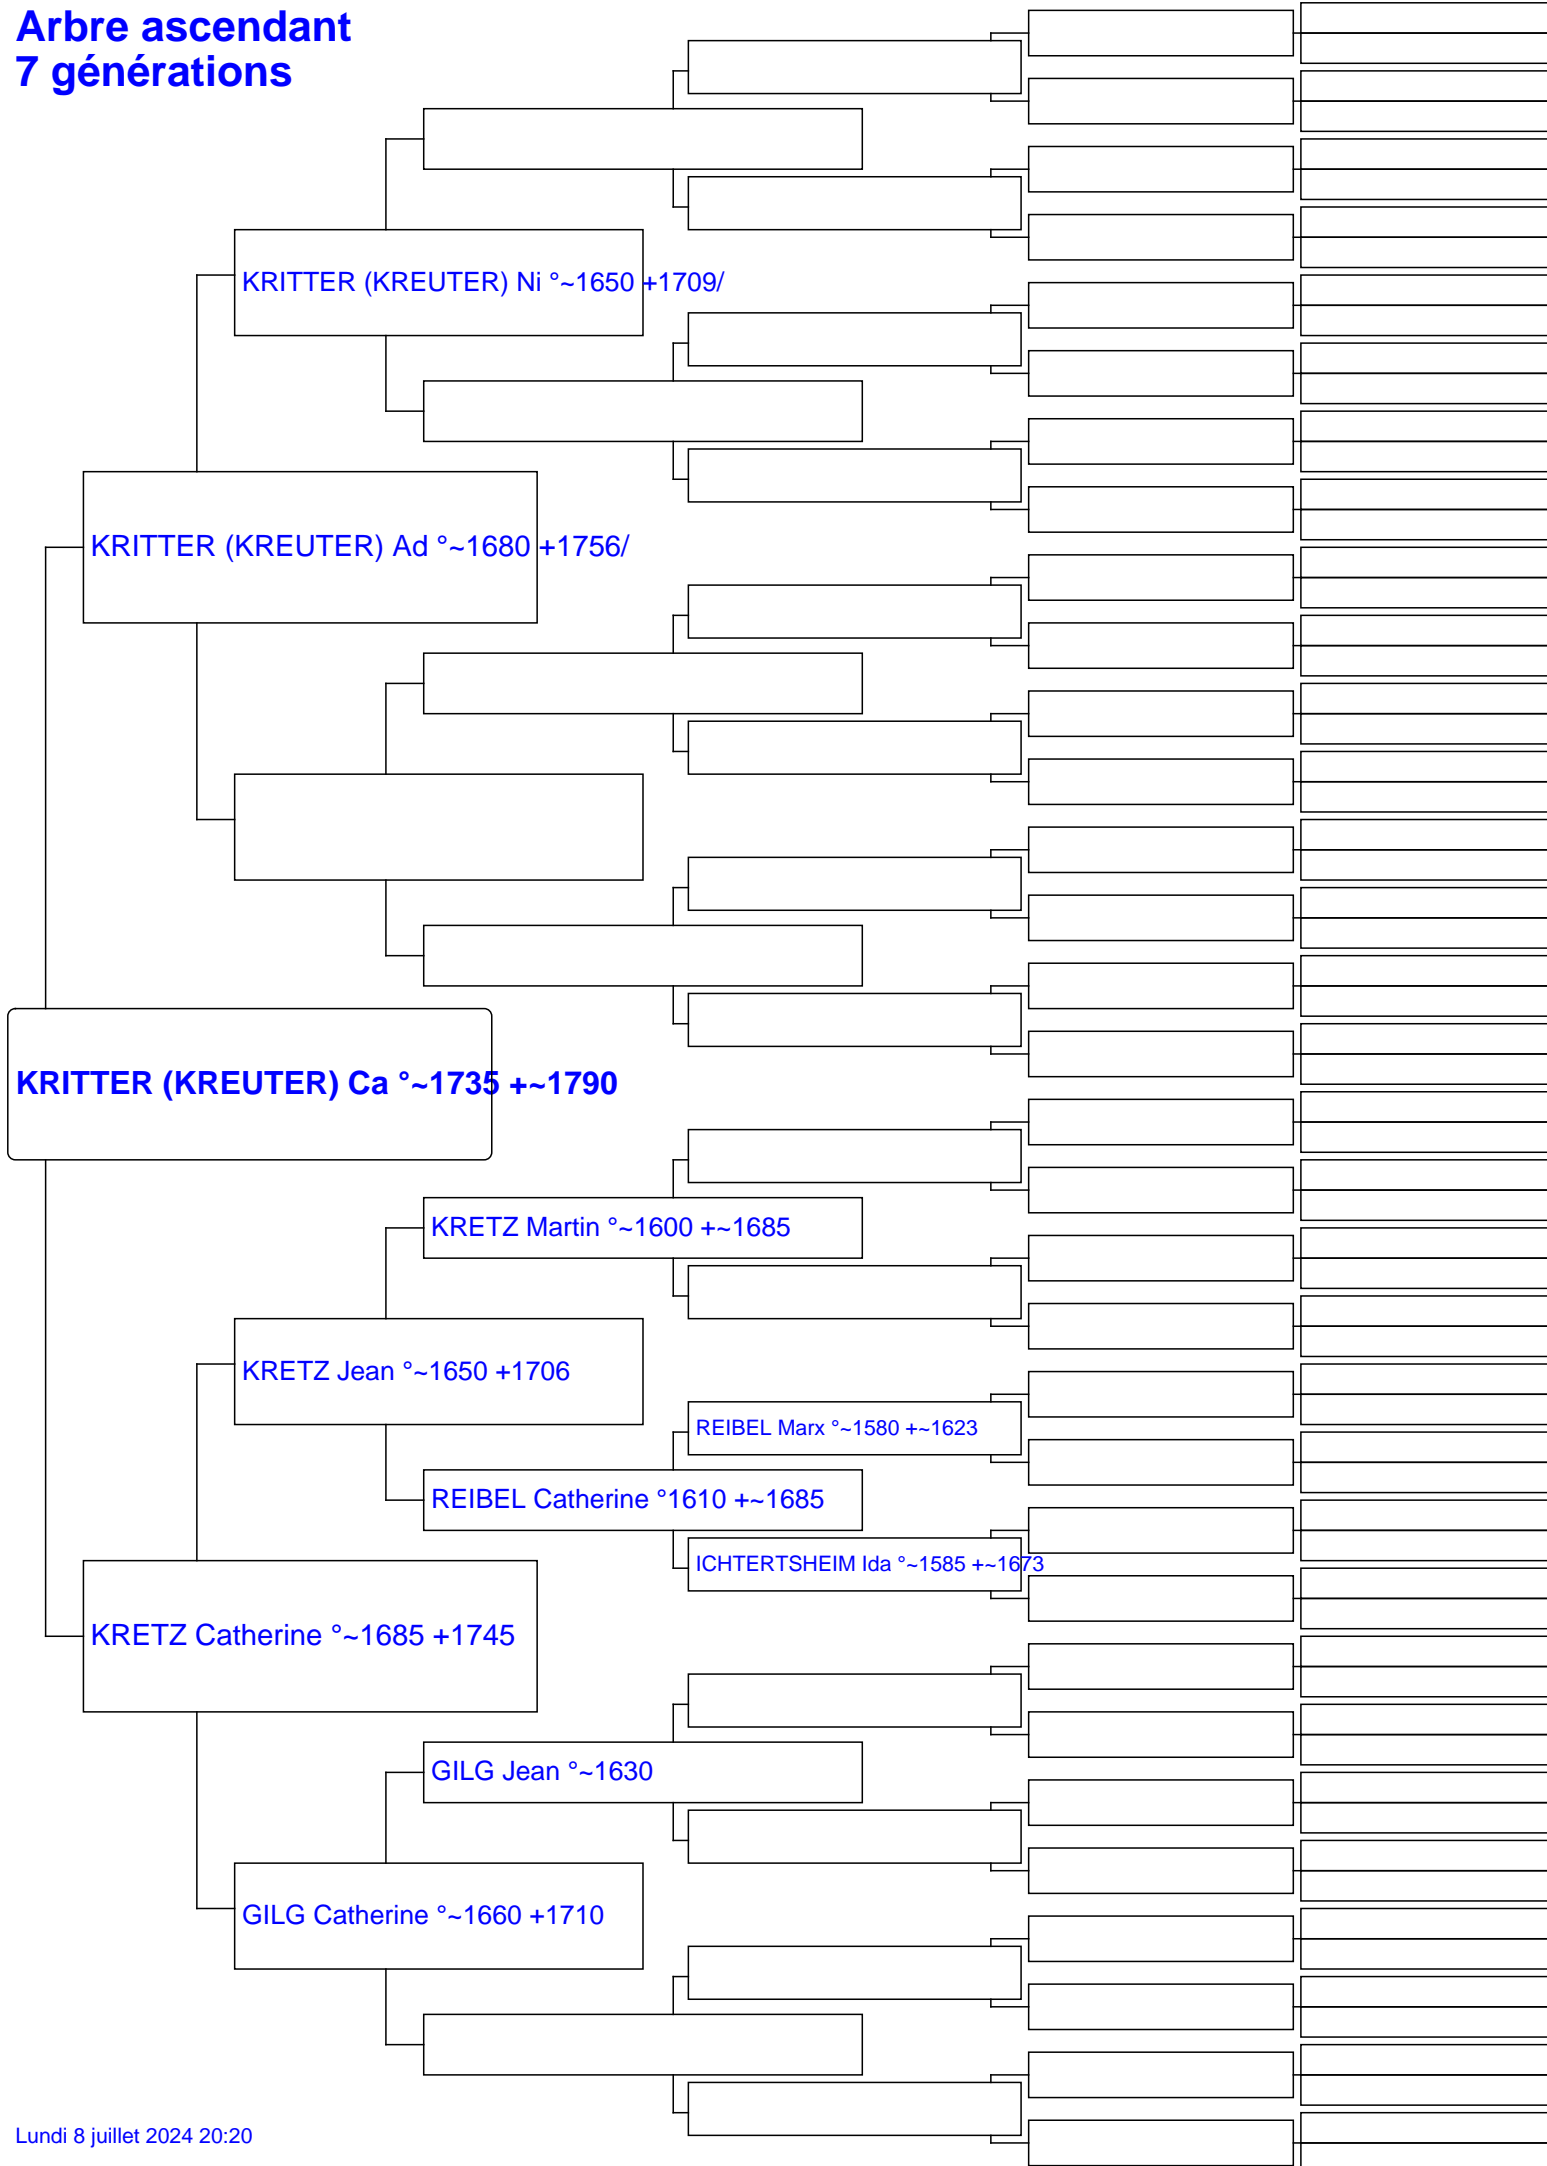 Arbre ascendant
7 générations
KRITTER (KREUTER) Ni °~1650 +1709/
KRITTER (KREUTER) Ad °~1680 +1756/
KRITTER (KREUTER) Ca °~1735 +~1790
KRETZ Martin °~1600 +~1685
KRETZ Jean °~1650 +1706
REIBEL Marx °~1580 +~1623
REIBEL Catherine °1610 +~1685
ICHTERTSHEIM Ida °~1585 +~1673
KRETZ Catherine °~1685 +1745
GILG Jean °~1630
GILG Catherine °~1660 +1710
Lundi 8 juillet 2024 20:20